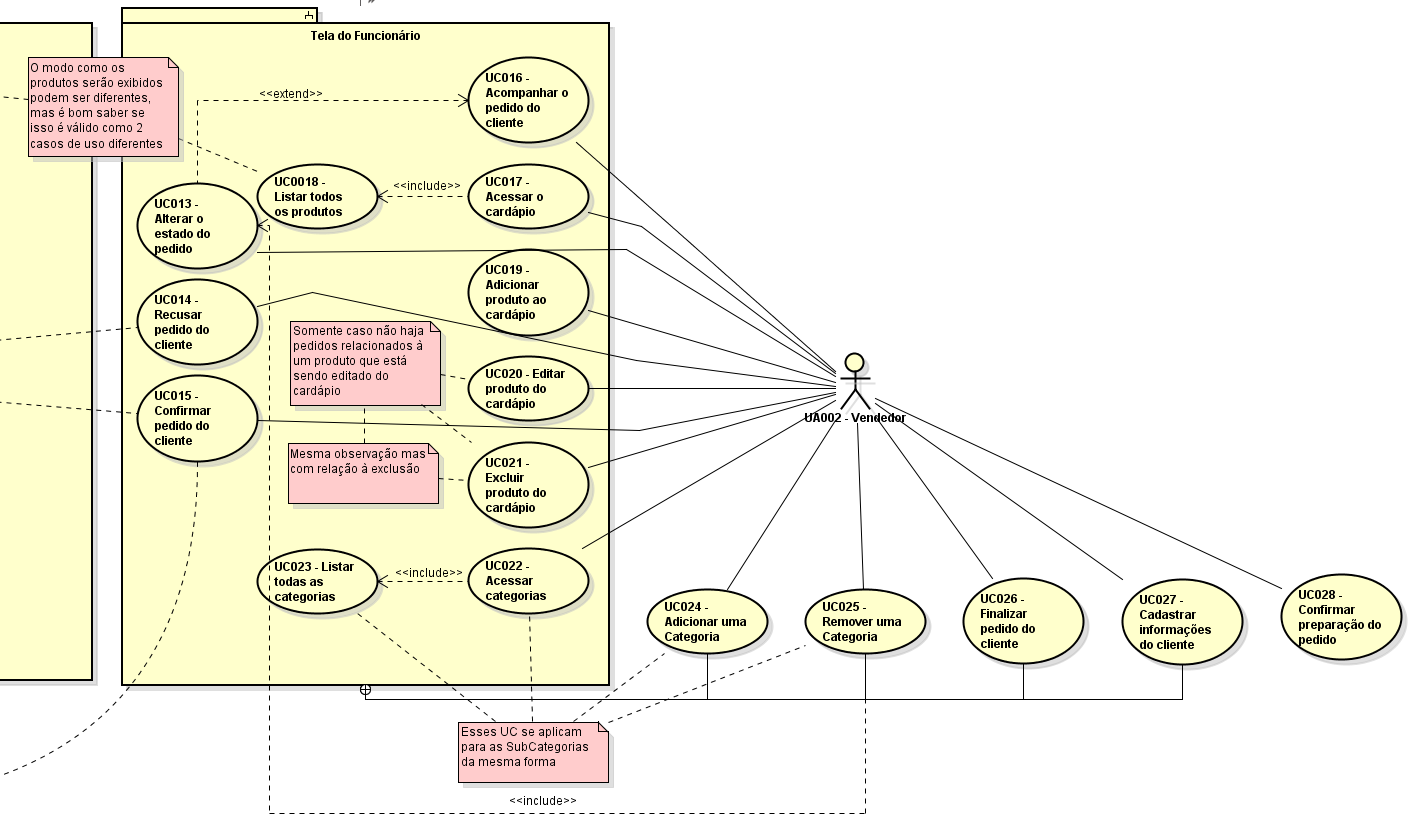 Tela do Funcionário
O modo como os
produtos serão exibidos
podem ser diferentes,
mas é bom saber se
isso é válido como 2
casos de uso diferentes
<<extend>>
UC016 -
Acompanhar o
pedido do
cliente
UC0018 -
Listar todos
os produtos
<<include>>
UC017 -
Acessar o
cardápio
UC013 -
Alterar o
estado do
pedido
UC019 -
Adicionar
produto ao
cardápio
UC014 -
Recusar
pedido do
cliente
Somente caso não haja
pedidos relacionados à
um produto que está
sendo editado do
cardápio
UC020 - Editar
produto do
cardápio
UC015 -
Confirmar
pedido do
cliente
UA002 - Vendedor
Mesma observação mas
com relação à exclusão
UC021 -
Excluir
produto do
cardápio
UC023 - Listar
todas as
categorias
<<include>>
UC022 -
Acessar
categorias
UC024 -
Adicionar uma
Categoria
UC025 -
Remover uma
Categoria
UC026 -
Finalizar
pedido do
cliente
UC027 -
Cadastrar
informações
do cliente
UC028 -
Confirmar
preparação do
pedido
Esses UC se aplicam
para as SubCategorias
da mesma forma
<<include>>